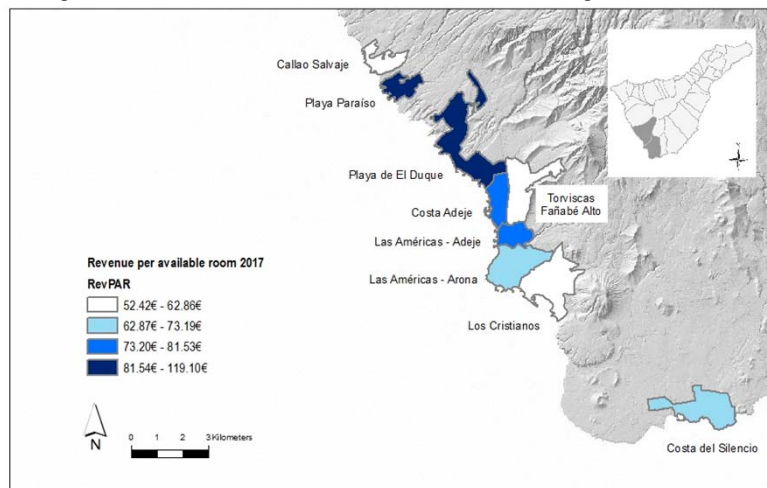 Callao Salvaje
Playa Paraíso
Playa de El Duque
Torviscas
Fañabé Alto
Costa Adeje
Las Américas - Adeje
Las Américas - Arona
Los Cristianos
Costa del Silencio
Revenue per available room 2017
RevPAR
52.42€ - 62.86€
62.87€ - 73.19€
73.20€ - 81.53€
81.54€ - 119.10€
N
0 1 2 3 Kilometers